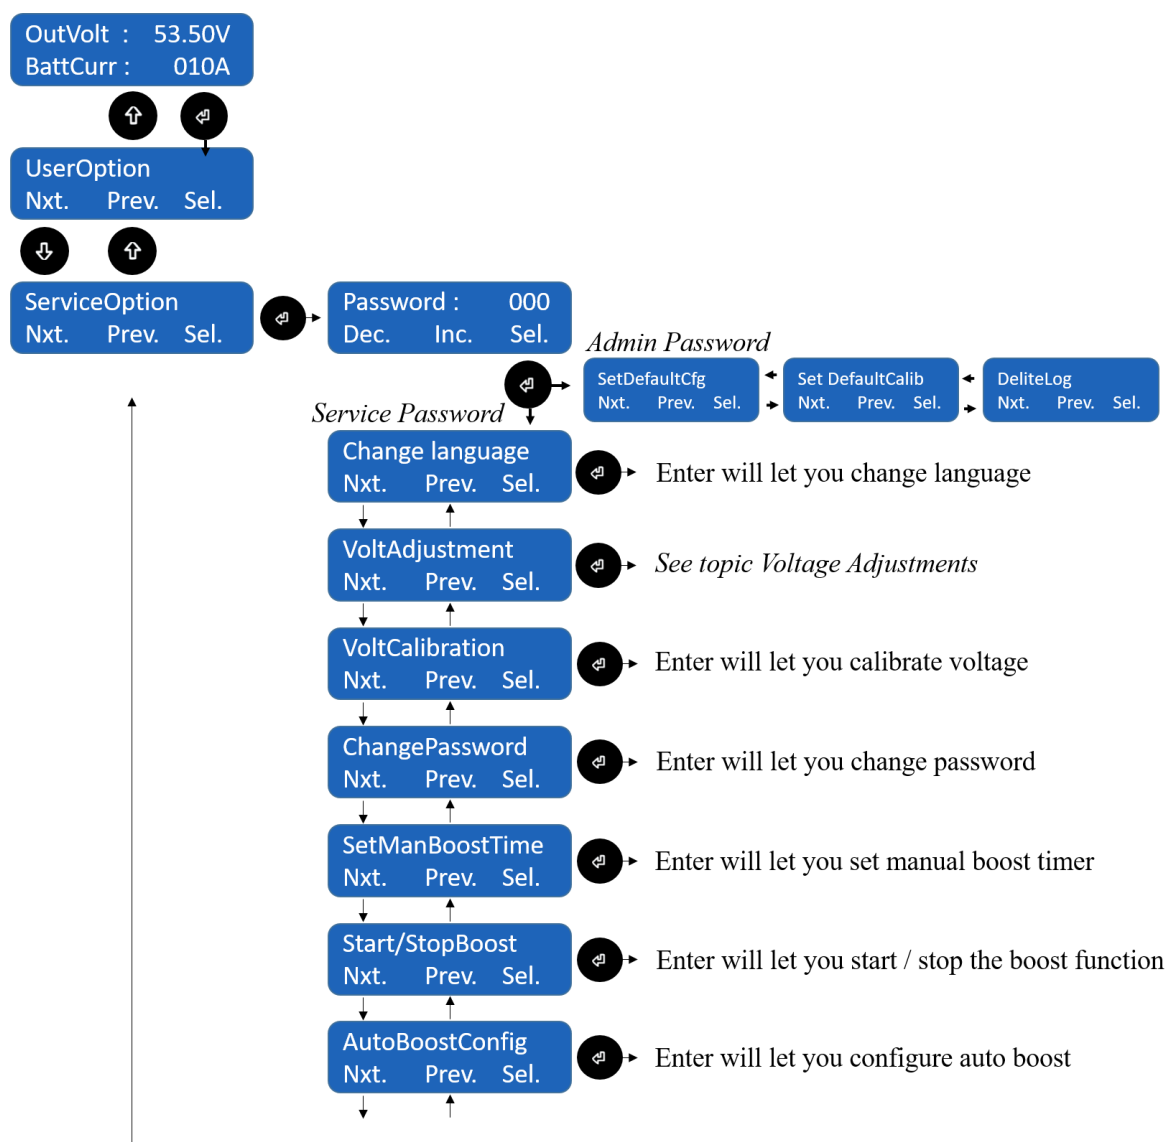 OutVolt : 53.50V
BattCurr : 010A
UserOption
Nxt. Prev. Sel.
ServiceOption
Nxt. Prev. Sel.
Password : 000
Dec. Inc. Sel.
Admin Password
SetDefaultCfg
Nxt. Prev. Sel.
Set DefaultCalib
Nxt. Prev. Sel.
DeliteLog
Nxt. Prev. Sel.
Service Password
Change language
Nxt. Prev. Sel.
Enter will let you change language
VoltAdjustment
Nxt. Prev. Sel.
See topic Voltage Adjustments
VoltCalibration
Nxt. Prev. Sel.
Enter will let you calibrate voltage
ChangePassword
Nxt. Prev. Sel.
Enter will let you change password
SetManBoostTime
Nxt. Prev. Sel.
Enter will let you set manual boost timer
Start/StopBoost
Nxt. Prev. Sel.
Enter will let you start / stop the boost function
AutoBoostConfig
Nxt. Prev. Sel.
Enter will let you configure auto boost